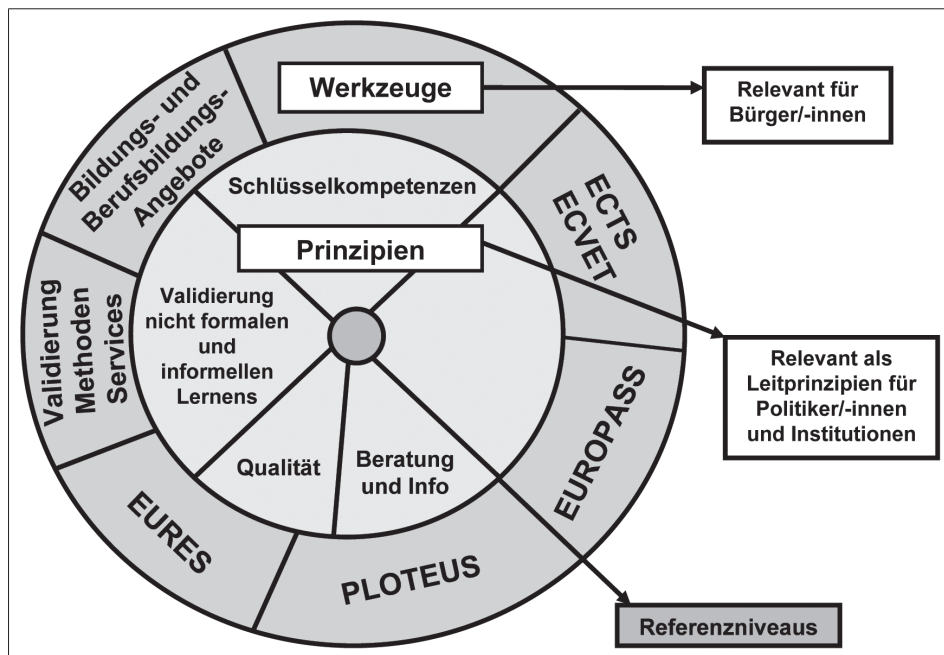 Werkzeuge
Relevant für
Bürger/-innen
Bildungs- und
Berufsbildungs-
Angebote
Schlüsselkompetenzen
ECTS
ECVET
Prinzipien
Validierung
Methoden
Services
Validierung
nicht formalen
und
informellen
Lernens
Relevant als
Leitprinzipien für
Politiker/-innen
und Institutionen
Qualität
Beratung
und Info
EUROPASS
EURES
PLOTEUS
Referenzniveaus